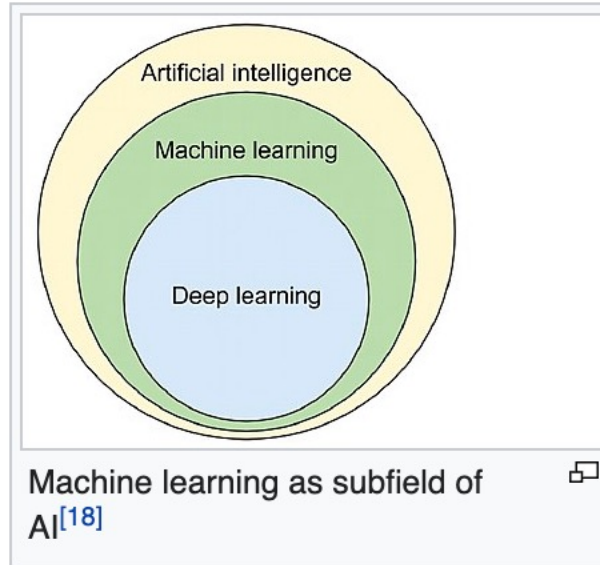 Artificial intelligence
Machine learning
Deep learning
Machine learning as subfield of
AI[18]